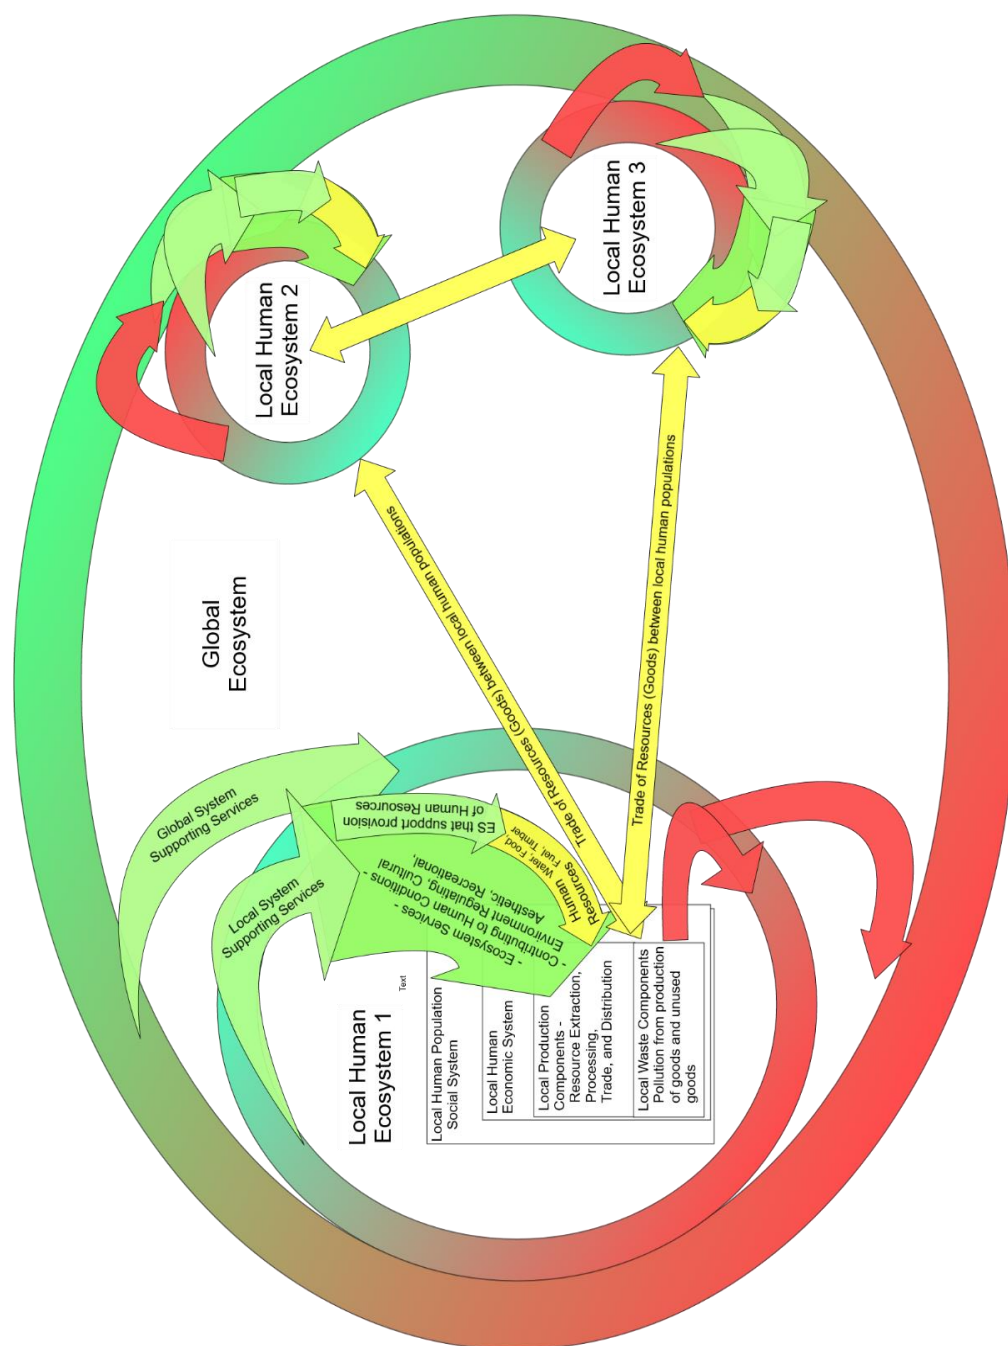 Local Human
Ecosystem 3
Local Human
Ecosystem 2
Global
Ecosystem
Trade of Resources (Goods) between local human populations
Trade of Resources (Goods) between local human populations
Global System
Supporting Services
Local System
Supporting Services
ES that support provision
of Human Resources
Human
Resources
Water, Food,
Fuel, Timber
- Ecosystem Services -
- Contributing to Human Conditions -
Environment Regulating, Cultural
Aesthetic, Recreational,
Local Human
Ecosystem 1
Text
Local Human Population
Social System
Local Human
Economic System
Local Production
Components -
Resource Extraction,
Processing,
Trade, and Distribution
Local Waste Components
Pollution from production
of goods and unused
goods